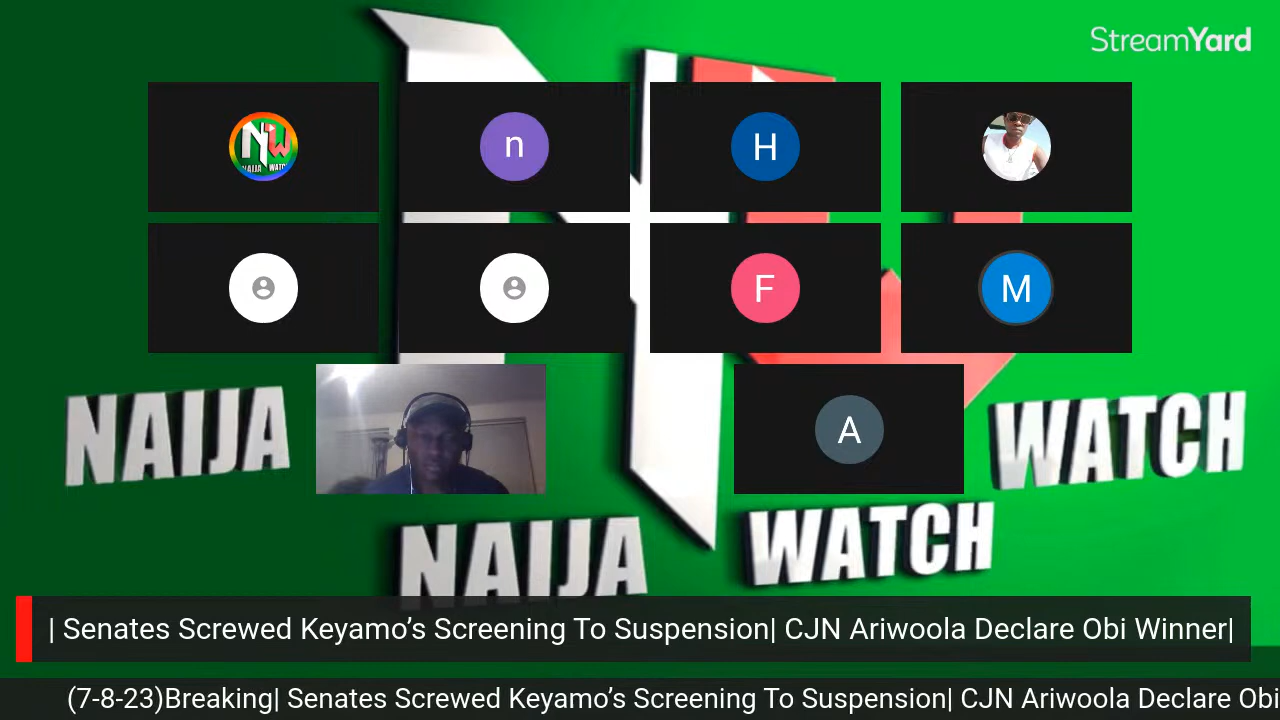 StreamYard
n
H
F
M
A
NAIJA
WATCH
NAIJA
WATCH
| Senates Screwed Keyamo’s Screening To Suspension| CJN Ariwoola Declare Obi Winner|
(7-8-23)Breaking| Senates Screwed Keyamo’s Screening To Suspension| CJN Ariwoola Declare Obi